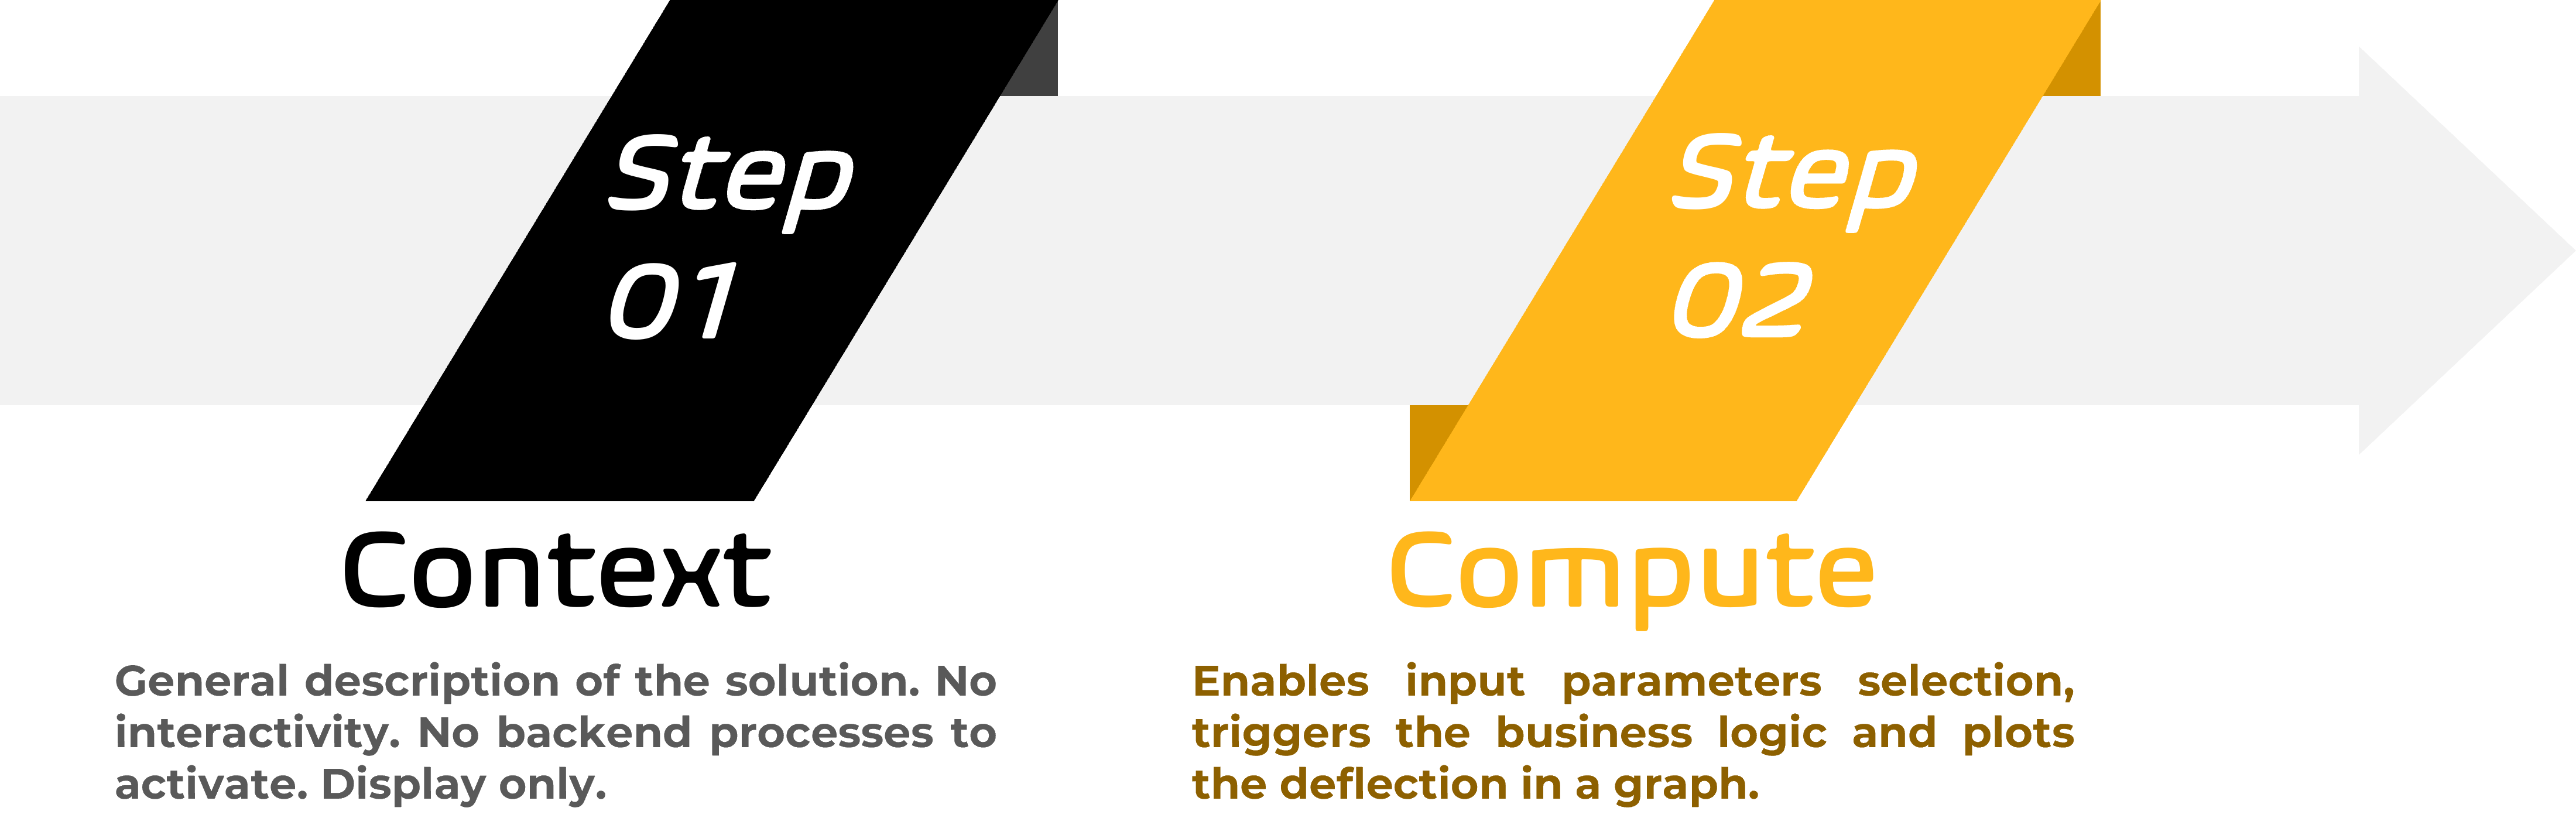 Step
01
Step
02
Context
General description of the solution. No
interactivity. No backend processes to
activate. Display only.
Compute
Enables input parameters selection,
triggers the business logic and plots
the deflection in a graph.